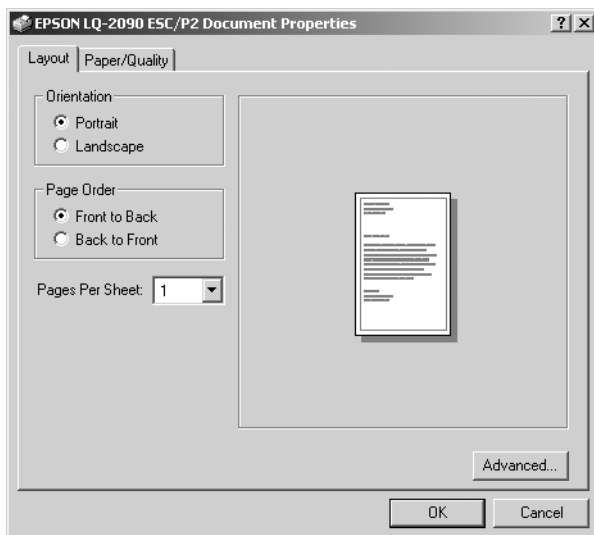 EPSON LQ-2090 ESC/P2 Document Properties
Layout
Paper/Quality
Orientation
Portrait
Landscape
Page Order
Front to Back
Back to Front
Pages Per Sheet: 1
Advanced...
OK
Cancel